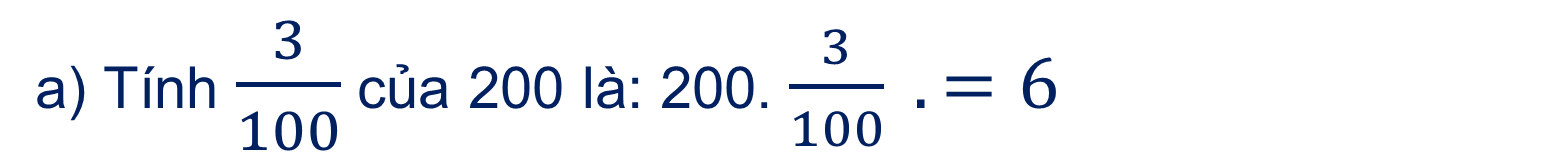 a) Tính 3/100 của 200 là: 200. 3/100 . = 6